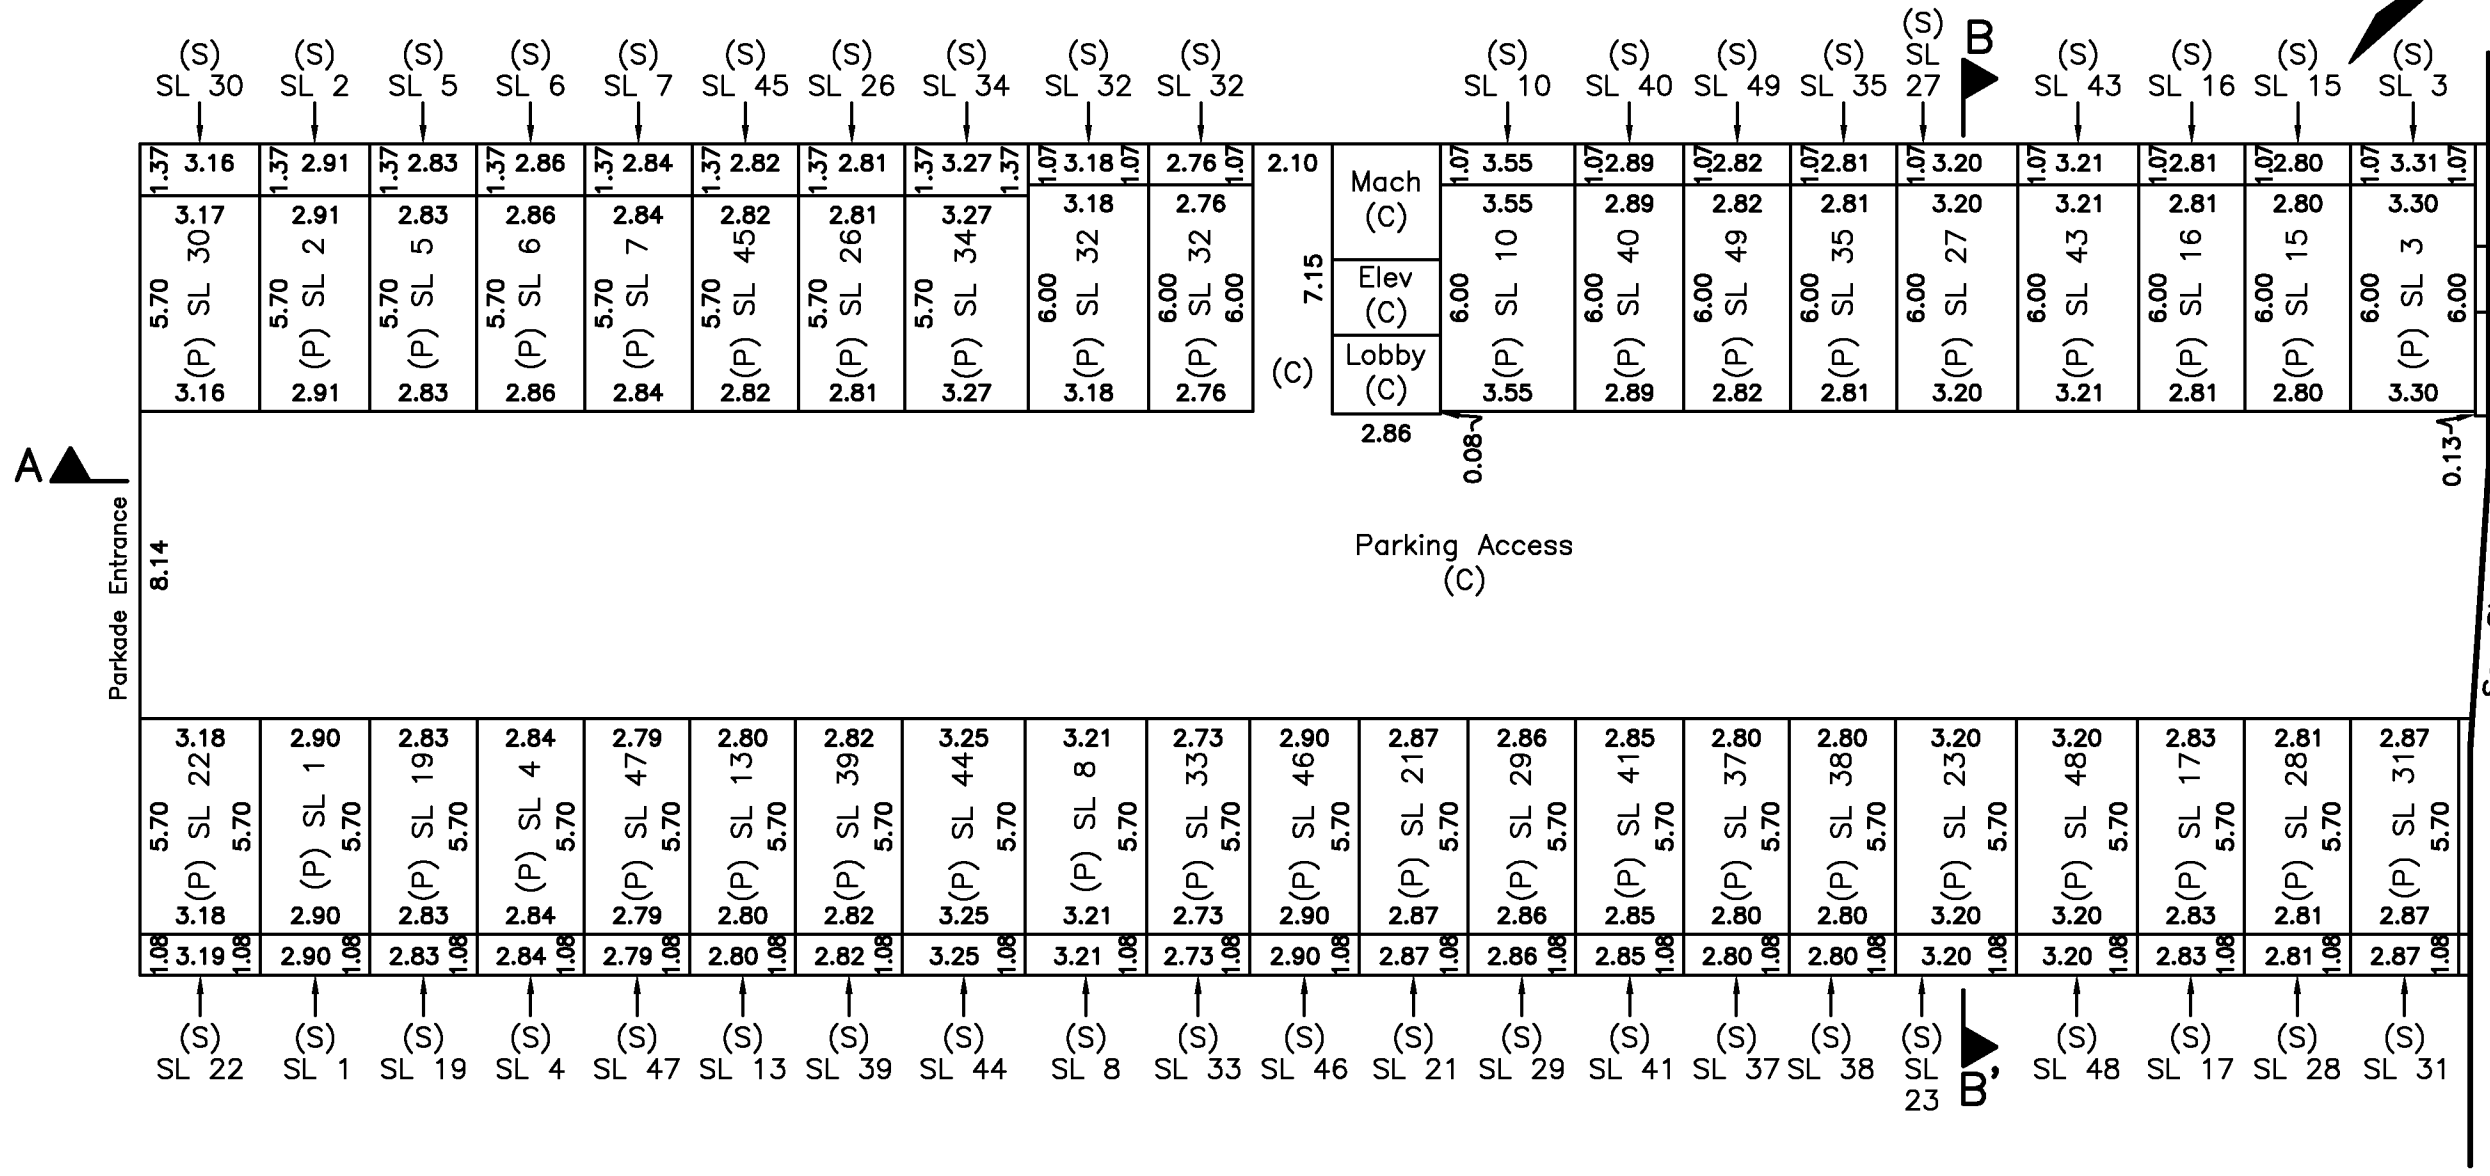 (S) (S) (S) (S) (S) (S) (S) (S) (S) (S) (S) (S) (S) (S) (S) B (S) (S) (S) (S)
SL 30 SL 2 SL 5 SL 6 SL 7 SL 45 SL 26 SL 34 SL 32 SL 32 SL 10 SL 40 SL 49 SL 35 SL 27 SL 43 SL 16 SL 15 SL 3
1.37 3.16 1.37 2.91 1.37 2.83 1.37 2.86 1.37 2.84 1.37 2.82 1.37 2.81 1.37 3.27 1.37 1.07 3.18 1.07 2.76 1.07 2.10 1.07 3.55 1.07 2.89 1.07 2.82 1.07 2.81 1.07 3.20 1.07 3.21 1.07 2.81 1.07 2.80 1.07 3.31 1.07
3.17 2.91 2.83 2.86 2.84 2.82 2.81 3.27 3.18 2.76 3.55 2.89 2.82 2.81 3.20 3.21 2.81 2.80 3.30
Mach
(C)
Elev
(C)
Lobby
(C)
7.15
(C)
5.70 (P) SL 30
5.70 (P) SL 2
5.70 (P) SL 5
5.70 (P) SL 6
5.70 (P) SL 7
5.70 (P) SL 45
5.70 (P) SL 26
5.70 (P) SL 34
6.00 (P) SL 32
6.00 (P) SL 32 6.00
6.00 (P) SL 10
6.00 (P) SL 40
6.00 (P) SL 49
6.00 (P) SL 35
6.00 (P) SL 27
6.00 (P) SL 43
6.00 (P) SL 16
6.00 (P) SL 15
6.00 (P) SL 3 6.00
3.16 2.91 2.83 2.86 2.84 2.82 2.81 3.27 3.18 2.76 3.55 2.89 2.82 2.81 3.20 3.21 2.81 2.80 3.30
2.86
0.08
0.13
A
Parkade Entrance
8.14
Parking Access
(C)
3.18 2.90 2.83 2.84 2.79 2.80 2.82 3.25 3.21 2.73 2.90 2.87 2.86 2.85 2.80 2.80 3.20 3.20 2.83 2.81 2.87
5.70 (P) SL 22 5.70
(P) SL 1 5.70
(P) SL 19 5.70
(P) SL 4 5.70
(P) SL 47 5.70
(P) SL 13 5.70
(P) SL 39 5.70
(P) SL 44 5.70
(P) SL 8 5.70
(P) SL 33 5.70
(P) SL 46 5.70
(P) SL 21 5.70
(P) SL 29 5.70
(P) SL 41 5.70
(P) SL 37 5.70
(P) SL 38 5.70
(P) SL 23 5.70
(P) SL 48 5.70
(P) SL 17 5.70
(P) SL 28 5.70
(P) SL 31 5.70
3.18 2.90 2.83 2.84 2.79 2.80 2.82 3.25 3.21 2.73 2.90 2.87 2.86 2.85 2.80 2.80 3.20 3.20 2.83 2.81 2.87
1.08 3.19 1.08 2.90 1.08 2.83 1.08 2.84 1.08 2.79 1.08 2.80 1.08 2.82 1.08 3.25 1.08 3.21 1.08 2.73 1.08 2.90 1.08 2.87 1.08 2.86 1.08 2.85 1.08 2.80 1.08 2.80 1.08 3.20 1.08 3.20 1.08 2.83 1.08 2.81 1.08 2.87 1.08
(S) (S) (S) (S) (S) (S) (S) (S) (S) (S) (S) (S) (S) (S) (S) (S) (S) (S) (S) (S) (S)
SL 22 SL 1 SL 19 SL 4 SL 47 SL 13 SL 39 SL 44 SL 8 SL 33 SL 46 SL 21 SL 29 SL 41 SL 37 SL 38 SL 23 B' SL 48 SL 17 SL 28 SL 31